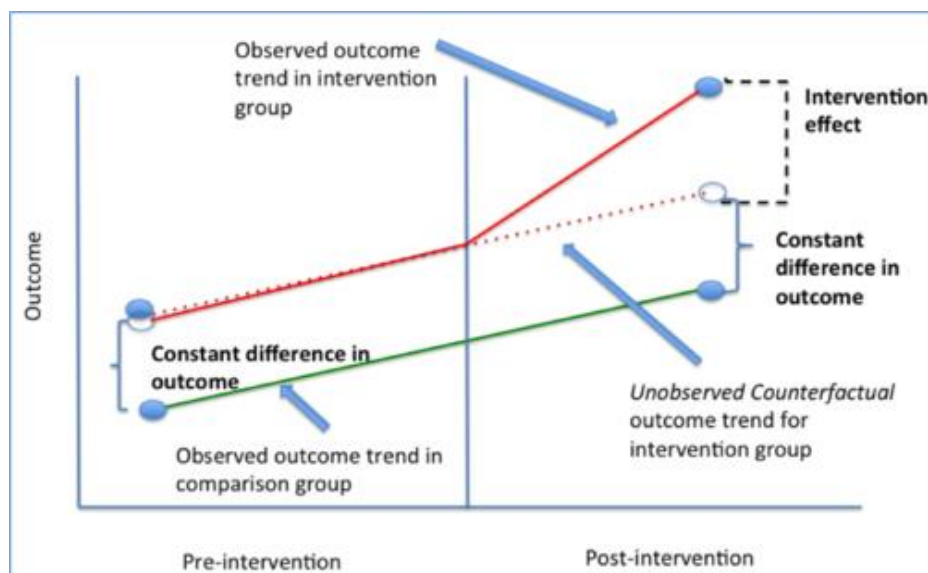 Observed outcome
trend in intervention
group
Intervention
effect
Outcome
Constant
difference in
outcome
Constant difference in
outcome
Unobserved Counterfactual
outcome trend for
intervention group
Observed outcome trend in
comparison group
Pre-intervention
Post-intervention